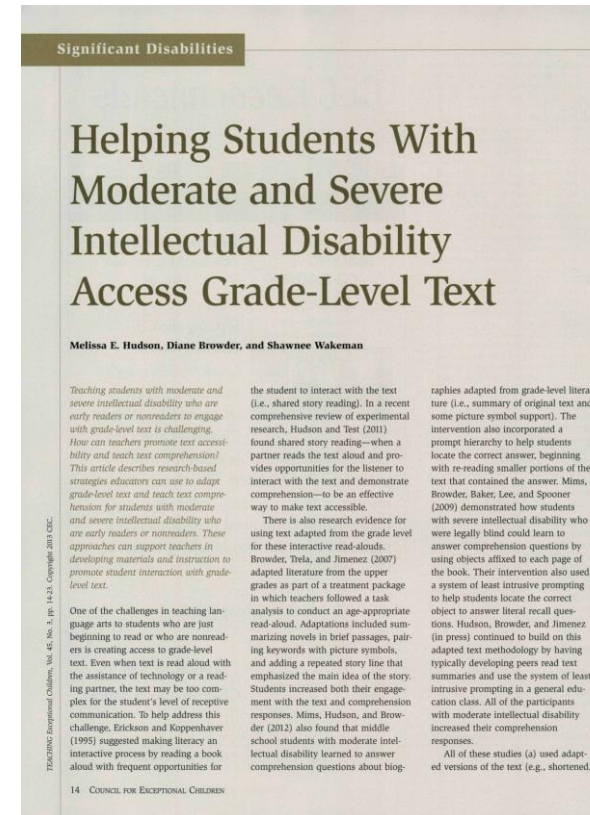 Significant Disabilities
Helping Students With
Moderate and Severe
Intellectual Disability
Access Grade-Level Text
Melissa E. Hudson, Diane Browder, and Shawnee Wakeman
Teaching students with moderate and
severe intellectual disability who are
early readers or nonreaders to engage
with grade-level text is challenging.
How can teachers promote text accessi-
bility and teach text comprehension?
This article describes research-based
strategies educators can use to adapt
grade-level text and teach text compre-
hension for students with moderate
and severe intellectual disability who
are early readers or nonreaders. These
approaches can support teachers in
developing materials and instruction to
promote student interaction with grade-
level text.
One of the challenges in teaching lan-
guage arts to students who are just
beginning to read or who are nonread-
ers is creating access to grade-level
text. Even when text is read aloud with
the assistance of technology or a read-
ing partner, the text may be too com-
plex for the student's level of receptive
communication. To help address this
challenge, Erickson and Koppenhaver
(1995) suggested making literacy an
interactive process by reading a book
aloud with frequent opportunities for
the student to interact with the text
(i.e., shared story reading). In a recent
comprehensive review of experimental
research, Hudson and Test (2011)
found shared story reading—when a
partner reads the text aloud and pro-
vides opportunities for the listener to
interact with the text and demonstrate
comprehension—to be an effective
way to make text accessible.
There is also research evidence for
using text adapted from the grade level
for these interactive read-alouds.
Browder, Trela, and Jimenez (2007)
adapted literature from the upper
grades as part of a treatment package
in which teachers followed a task
analysis to conduct an age-appropriate
read-aloud. Adaptations included sum-
marizing novels in brief passages, pair-
ing keywords with picture symbols,
and adding a repeated story line that
emphasized the main idea of the story.
Students increased both their engage-
ment with the text and comprehension
responses. Mims, Hudson, and Brow-
der (2012) also found that middle
school students with moderate intel-
lectual disability learned to answer
comprehension questions about biog-
raphies adapted from grade-level litera
ture (i.e., summary of original text and
some picture symbol support). The
intervention also incorporated a
prompt hierarchy to help students
locate the correct answer, beginning
with re-reading smaller portions of the
text that contained the answer. Mims,
Browder, Baker, Lee, and Spooner
(2009) demonstrated how students
with severe intellectual disability who
were legally blind could learn to
answer comprehension questions by
using objects affixed to each page of
the book. Their intervention also used
a system of least intrusive prompting
to help students locate the correct
object to answer literal recall ques-
tions. Hudson, Browder, and Jimenez
(in press) continued to build on this
adapted text methodology by having
typically developing peers read text
summaries and use the system of least
intrusive prompting in a general edu-
cation class. All of the participants
with moderate intellectual disability
increased their comprehension
responses.
All of these studies (a) used adapt-
ed versions of the text (e.g., shortened,
TEACHING Exceptional Children, Vol. 45, No. 3, pp. 14-23. Copyright 2013 CEC.
14 COUNCIL FOR EXCEPTIONAL CHILDREN